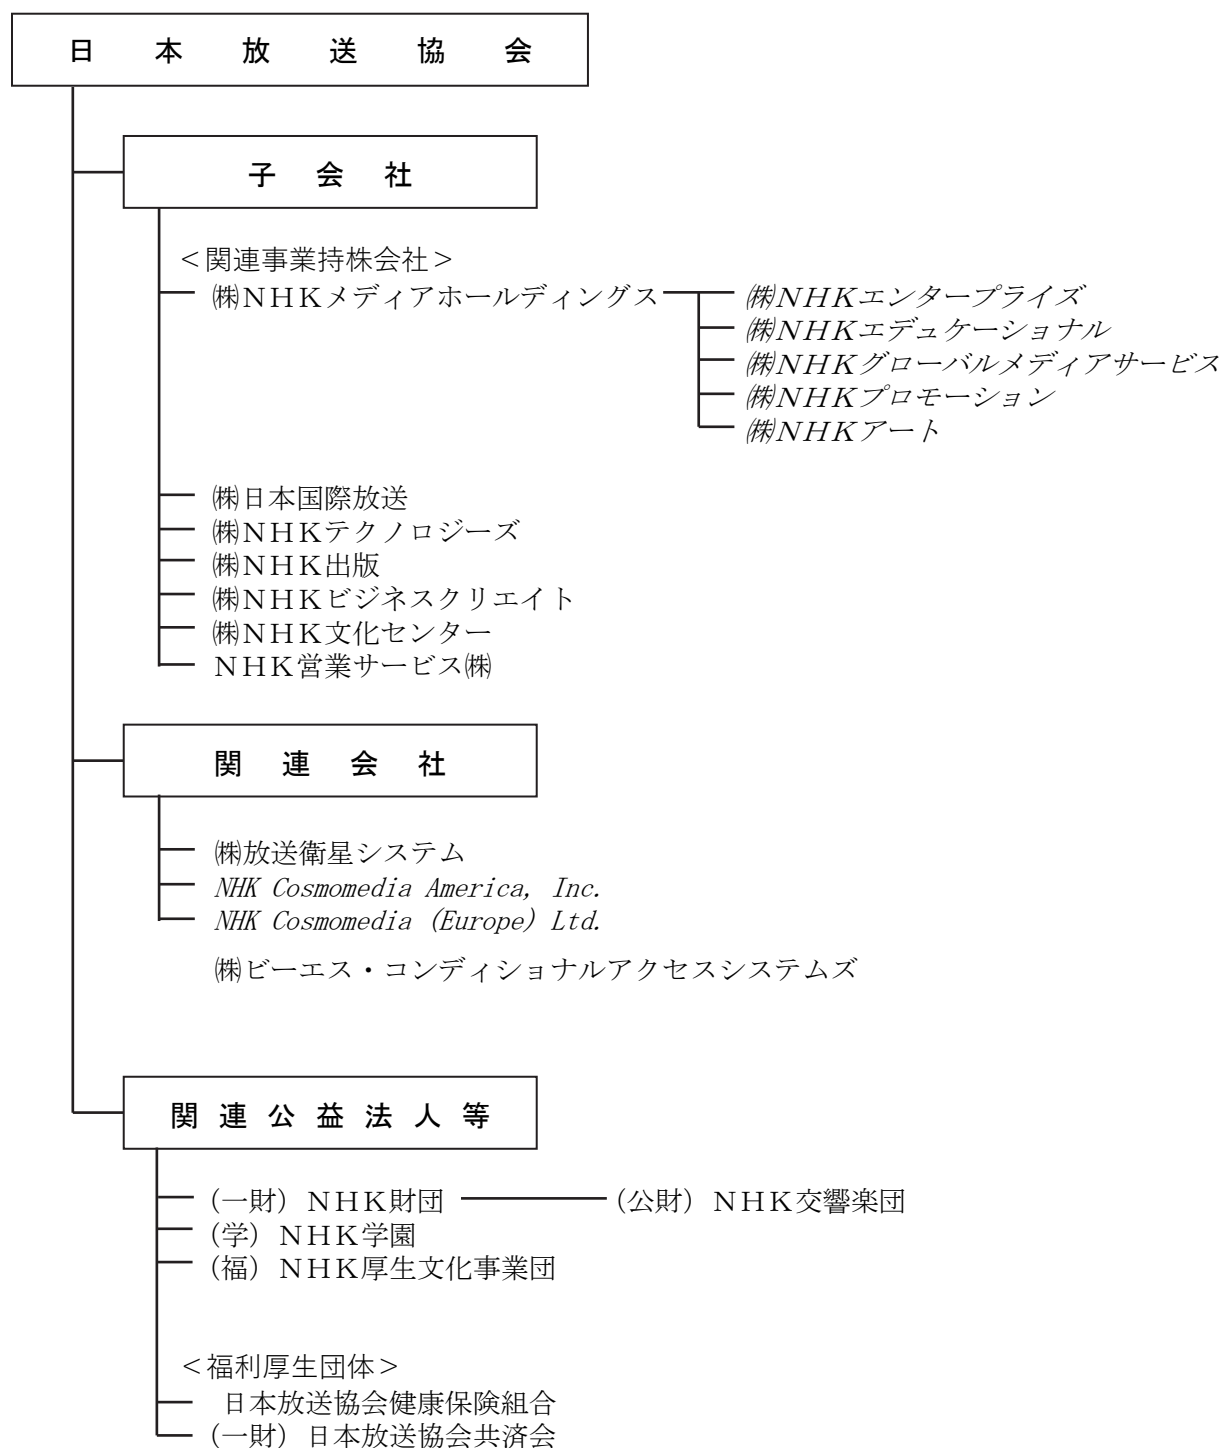 日本放送協会
子会社
＜関連事業持株会社＞
㈱ＮＨＫメディアホールディングス
㈱ＮＨＫエンタープライズ
㈱ＮＨＫエデュケーショナル
㈱ＮＨＫグローバルメディアサービス
㈱ＮＨＫプロモーション
㈱ＮＨＫアート
㈱日本国際放送
㈱ＮＨＫテクノロジーズ
㈱ＮＨＫ出版
㈱ＮＨＫビジネスクリエイト
㈱ＮＨＫ文化センター
ＮＨＫ営業サービス㈱
関連会社
㈱放送衛星システム
NHK Cosmomedia America, Inc.
NHK Cosmomedia (Europe) Ltd.
㈱ビーエス・コンディショナルアクセスシステムズ
関連公益法人等
（一財）ＮＨＫ財団 （公財）ＮＨＫ交響楽団
（学）ＮＨＫ学園
（福）ＮＨＫ厚生文化事業団
＜福利厚生団体＞
日本放送協会健康保険組合
（一財）日本放送協会共済会